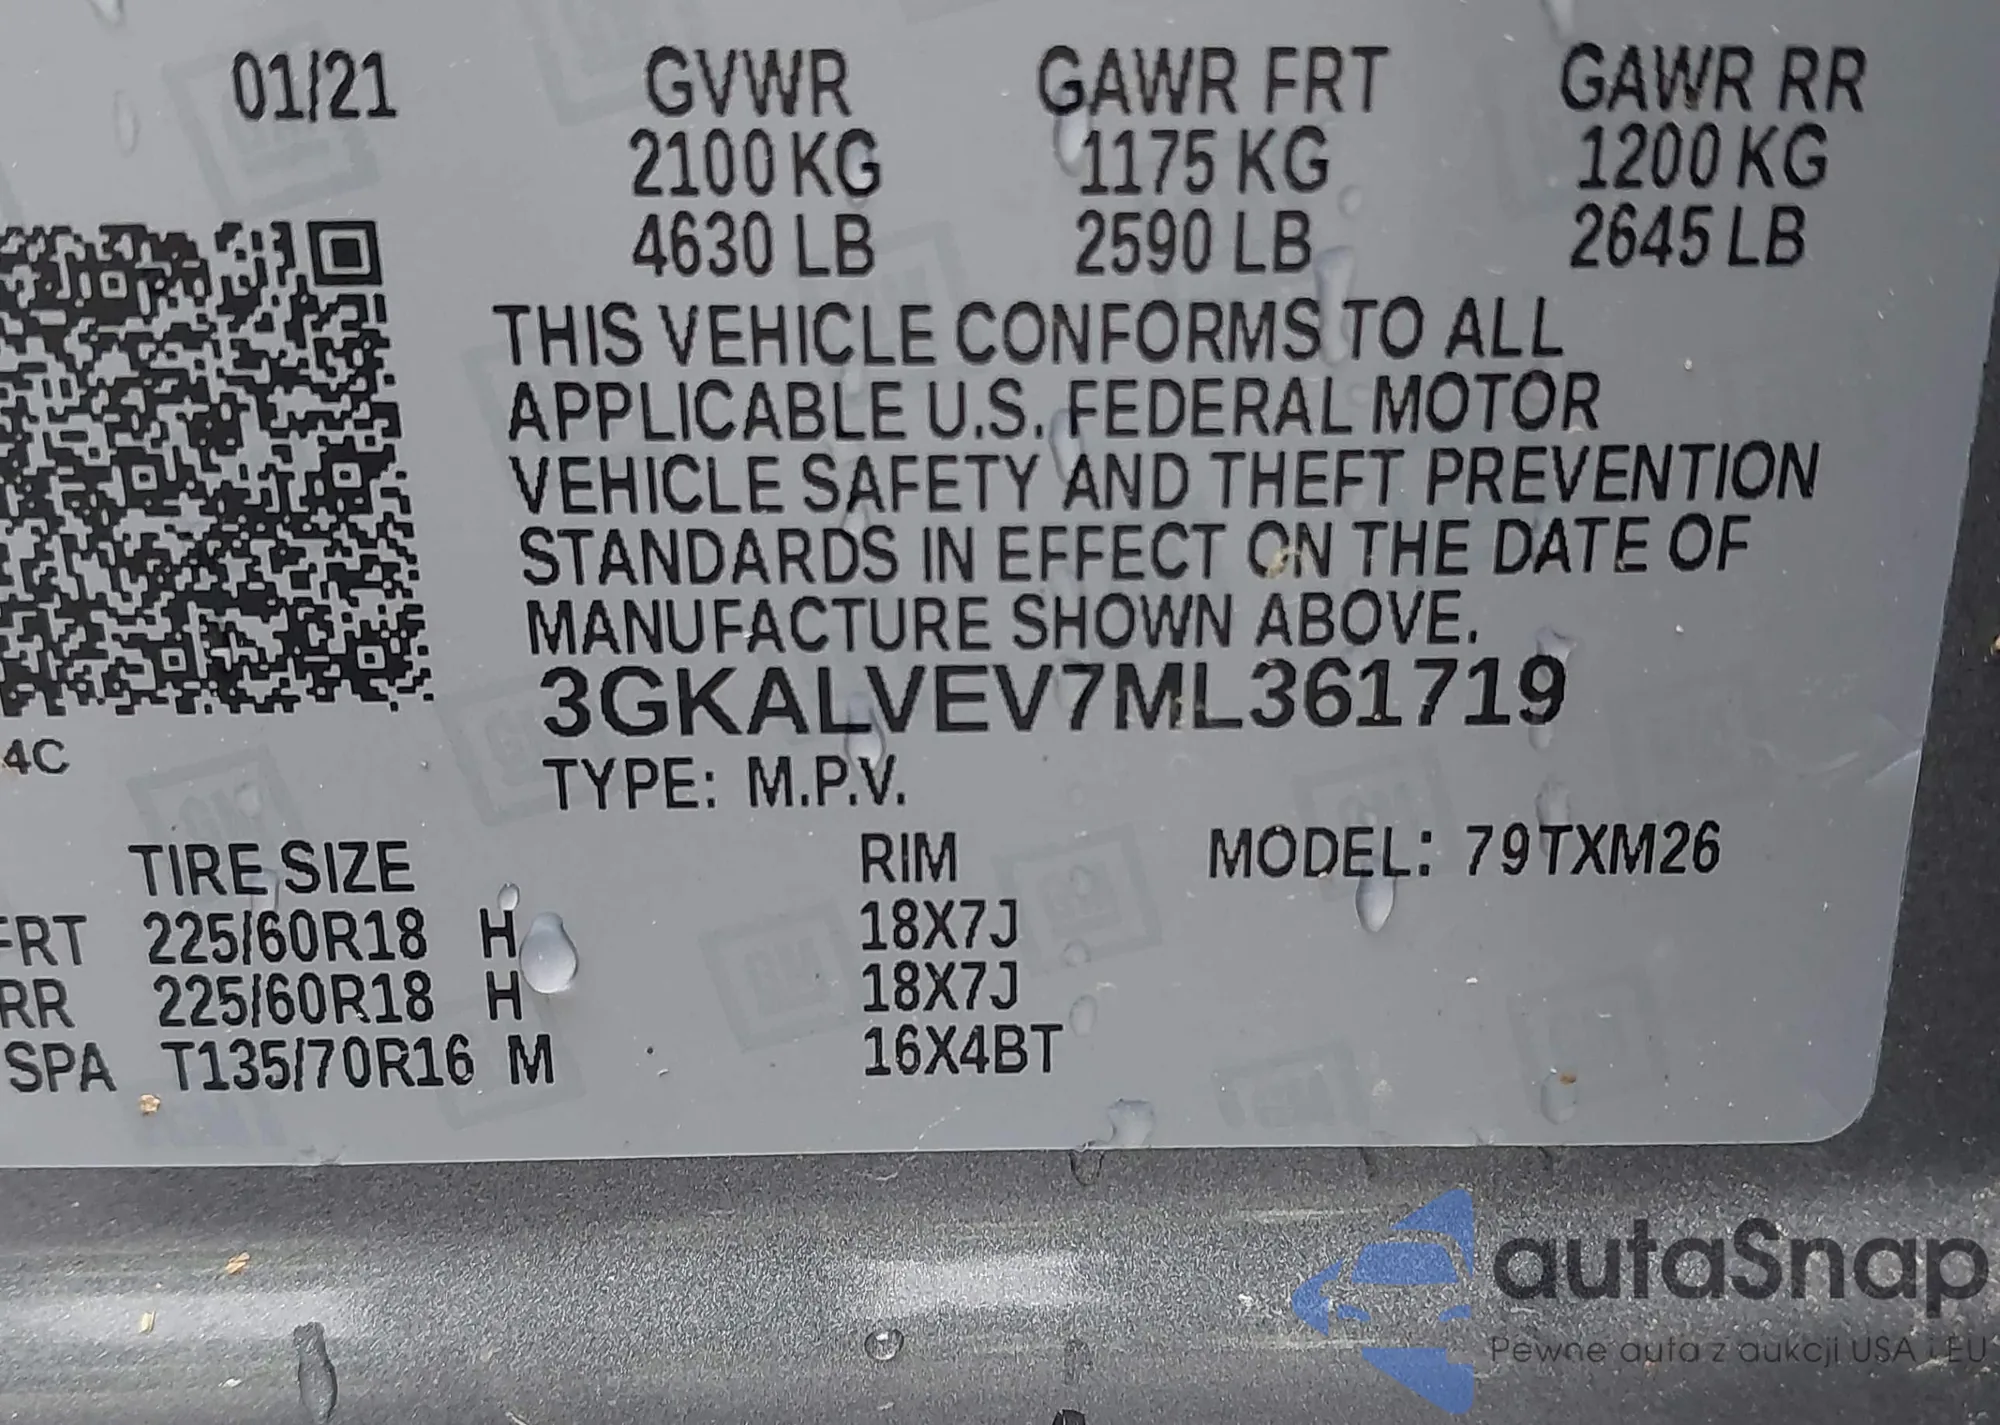 01/21 GVWR GAWR FRT GAWR RR
2100 KG 1175 KG 1200 KG
4630 LB 2590 LB 2645 LB
THIS VEHICLE CONFORMS TO ALL
APPLICABLE U.S. FEDERAL MOTOR
VEHICLE SAFETY AND THEFT PREVENTION
STANDARDS IN EFFECT ON THE DATE OF
MANUFACTURE SHOWN ABOVE.
3GKALVEV7ML361719
4C
TYPE: M.P.V.
TIRE SIZE RIM MODEL: 79TXM26
FRT 225/60R18 H 18X7J
RR 225/60R18 H 18X7J
SPA T135/70R16 M 16X4BT
autaSnap
Pewne auta z aukcji USA i EU